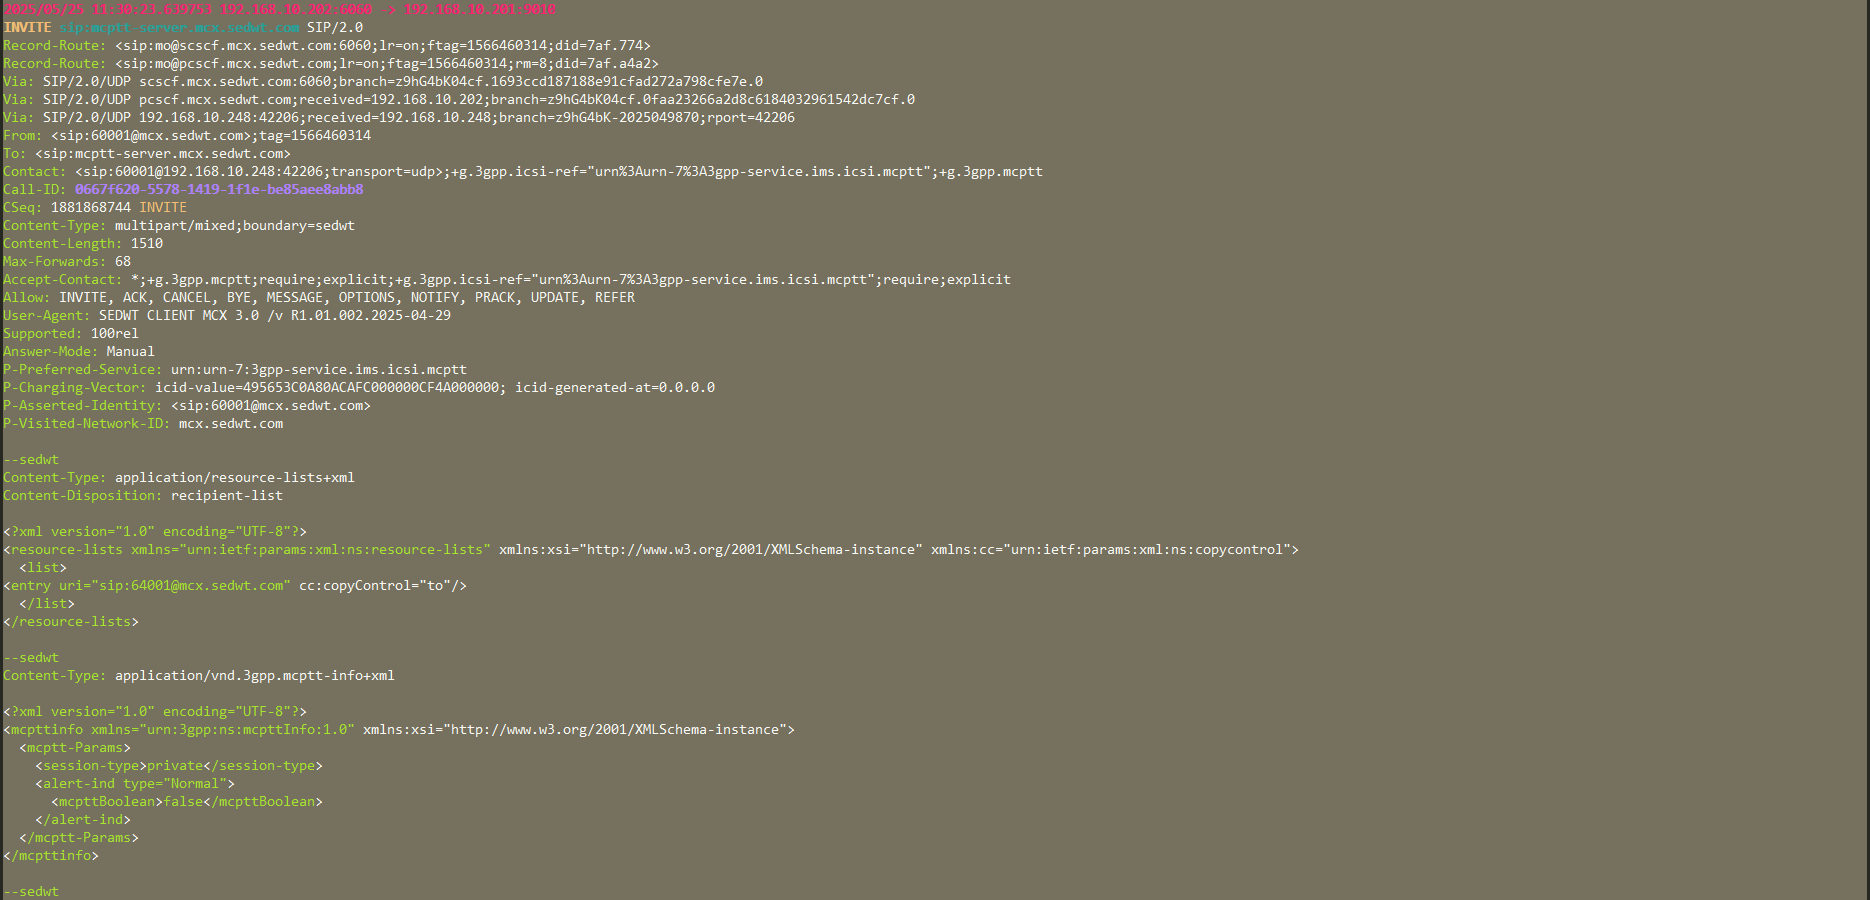 2025/05/25 11:30:23.639753 192.168.10.202:6060 -> 192.168.10.201:9010
INVITE sip:mcptt-server.mcx.sedwt.com SIP/2.0
Record-Route: <sip:mo@scscf.mcx.sedwt.com:6060;lr=on;ftag=1566460314;did=7af.774>
Record-Route: <sip:mo@pcscf.mcx.sedwt.com;lr=on;ftag=1566460314;rm=8;did=7af.a4a2>
Via: SIP/2.0/UDP scscf.mcx.sedwt.com:6060;branch=z9hG4bK04cf.1693ccd187188e91cfad272a798cfe7e.0
Via: SIP/2.0/UDP pcscf.mcx.sedwt.com;received=192.168.10.202;branch=z9hG4bK04cf.0faa23266a2d8c6184032961542dc7cf.0
Via: SIP/2.0/UDP 192.168.10.248:42206;received=192.168.10.248;branch=z9hG4bK-2025049870;rport=42206
From: <sip:60001@mcx.sedwt.com>;tag=1566460314
To: <sip:mcptt-server.mcx.sedwt.com>
Contact: <sip:60001@192.168.10.248:42206;transport=udp>;+g.3gpp.icsi-ref="urn%3Aurn-7%3A3gpp-service.ims.icsi.mcptt";+g.3gpp.mcptt
Call-ID: 0667f620-5578-1419-1f1e-be85aee8abb8
CSeq: 1881868744 INVITE
Content-Type: multipart/mixed;boundary=sedwt
Content-Length: 1510
Max-Forwards: 68
Accept-Contact: *;+g.3gpp.mcptt;require;explicit;+g.3gpp.icsi-ref="urn%3Aurn-7%3A3gpp-service.ims.icsi.mcptt";require;explicit
Allow: INVITE, ACK, CANCEL, BYE, MESSAGE, OPTIONS, NOTIFY, PRACK, UPDATE, REFER
User-Agent: SEDWT CLIENT MCX 3.0 /v R1.01.002.2025-04-29
Supported: 100rel
Answer-Mode: Manual
P-Preferred-Service: urn:urn-7:3gpp-service.ims.icsi.mcptt
P-Charging-Vector: icid-value=495653C0A80ACAFC000000CF4A000000; icid-generated-at=0.0.0.0
P-Asserted-Identity: <sip:60001@mcx.sedwt.com>
P-Visited-Network-ID: mcx.sedwt.com
--sedwt
Content-Type: application/resource-lists+xml
Content-Disposition: recipient-list
<?xml version="1.0" encoding="UTF-8"?>
<resource-lists xmlns="urn:ietf:params:xml:ns:resource-lists" xmlns:xsi="http://www.w3.org/2001/XMLSchema-instance" xmlns:cc="urn:ietf:params:xml:ns:copycontrol">
<list>
<entry uri="sip:64001@mcx.sedwt.com" cc:copyControl="to"/>
</list>
</resource-lists>
--sedwt
Content-Type: application/vnd.3gpp.mcptt-info+xml
<?xml version="1.0" encoding="UTF-8"?>
<mcpttinfo xmlns="urn:3gpp:ns:mcpttInfo:1.0" xmlns:xsi="http://www.w3.org/2001/XMLSchema-instance">
<mcptt-Params>
<session-type>private</session-type>
<alert-ind type="Normal">
<mcpttBoolean>false</mcpttBoolean>
</alert-ind>
</mcptt-Params>
</mcpttinfo>
--sedwt